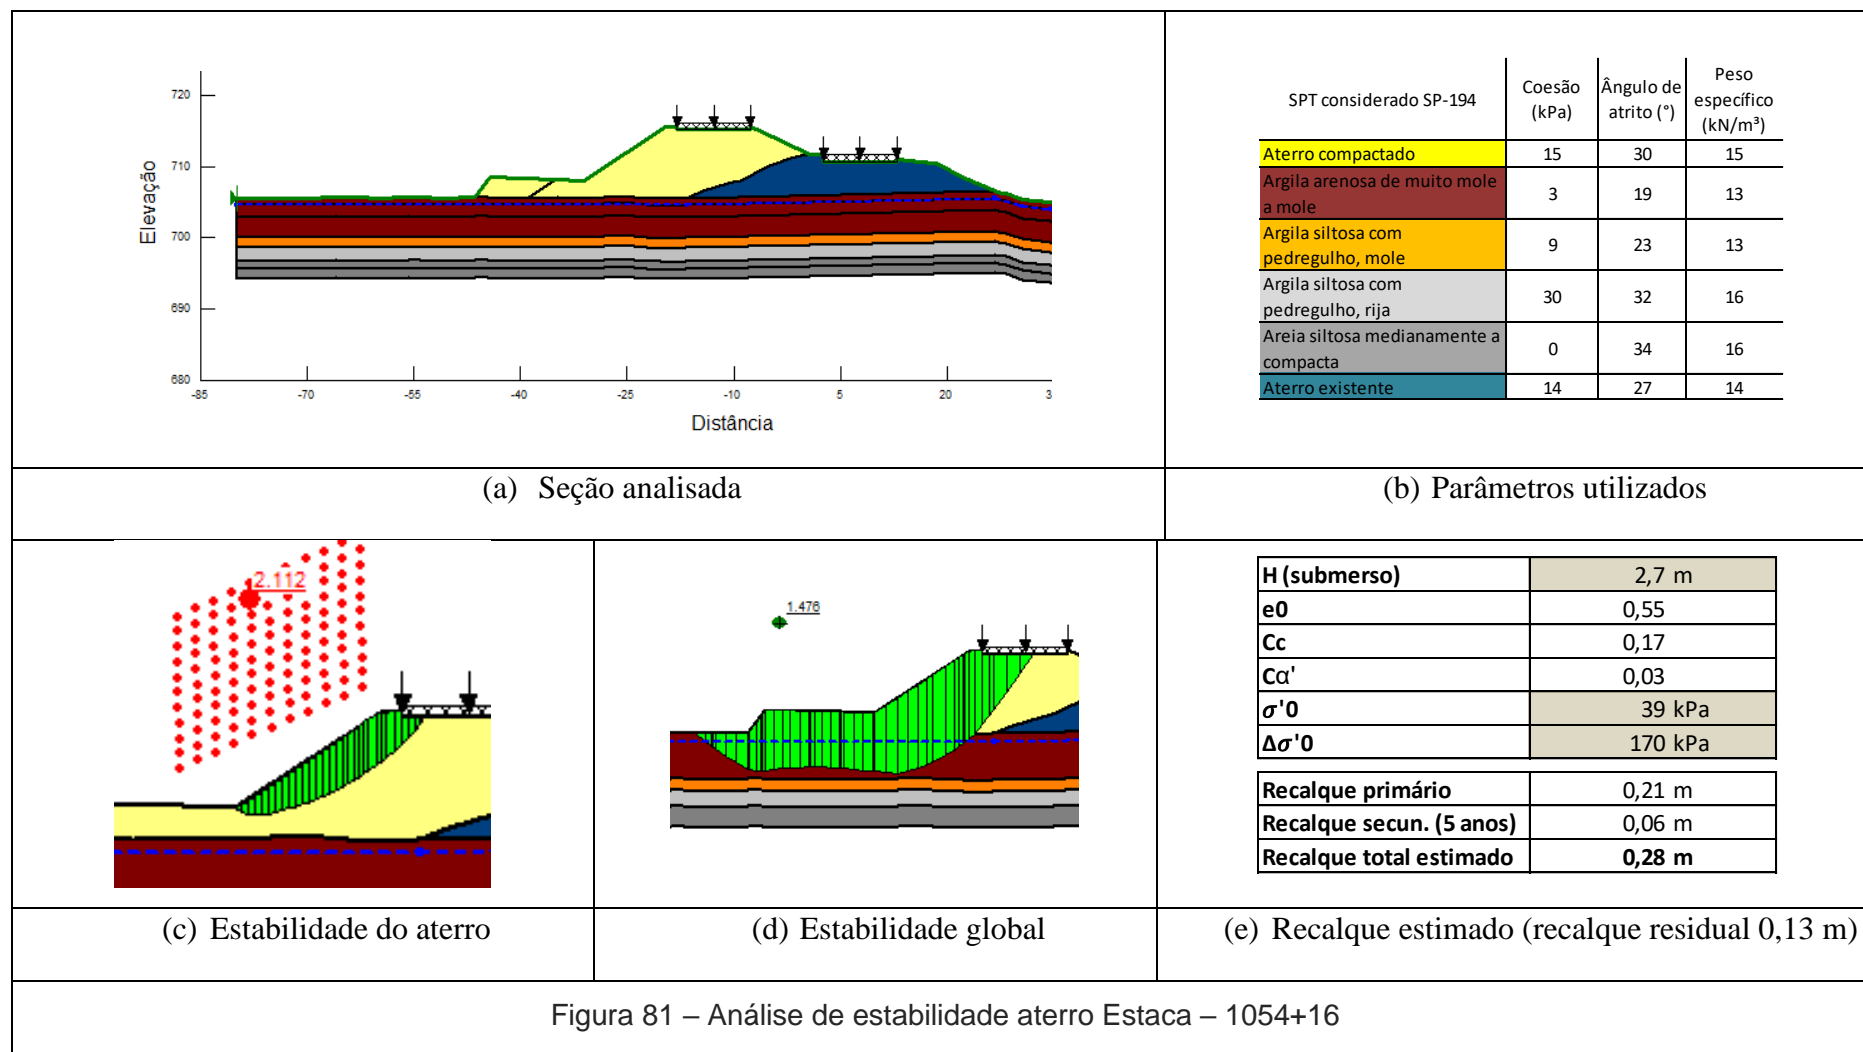 720
710
700
690
680
-85
-70
-55
-40
-25
-10
5
20
3
Elevação
Distância
SPT considerado SP-194
Coesão (kPa)
Ângulo de atrito (°)
Peso específico (kN/m³)
Aterro compactado 15 30 15
Argila arenosa de muito mole a mole 3 19 13
Argila siltosa com pedregulho, mole 9 23 13
Argila siltosa com pedregulho, rija 30 32 16
Areia siltosa medianamente a compacta 0 34 16
Aterro existente 14 27 14
(a) Seção analisada
(b) Parâmetros utilizados
2.112
1.476
H (submerso) 2,7 m
e0 0,55
Cc 0,17
Cα' 0,03
σ'0 39 kPa
Δσ'0 170 kPa
Recalque primário 0,21 m
Recalque secun. (5 anos) 0,06 m
Recalque total estimado 0,28 m
(c) Estabilidade do aterro
(d) Estabilidade global
(e) Recalque estimado (recalque residual 0,13 m)
Figura 81 – Análise de estabilidade aterro Estaca – 1054+16